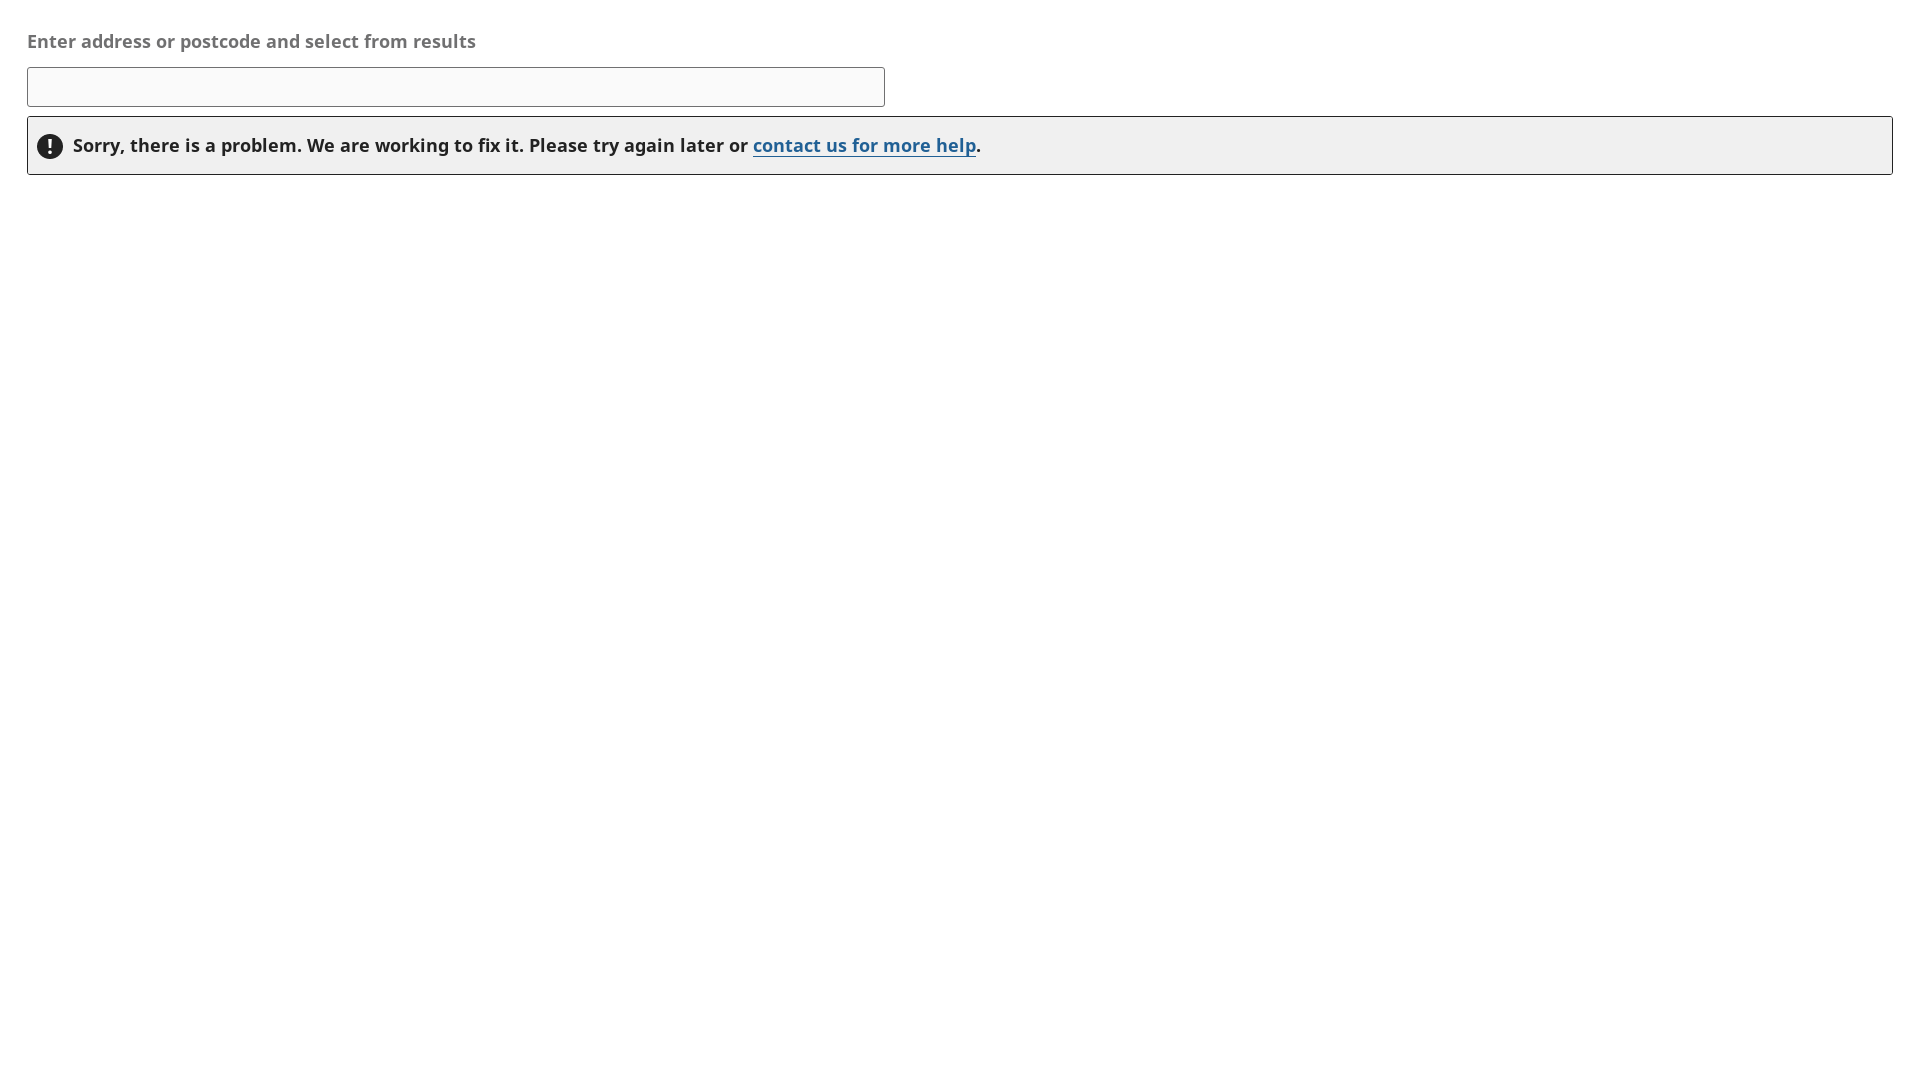 Enter address or postcode and select from results
Sorry, there is a problem. We are working to fix it. Please try again later or contact us for more help.